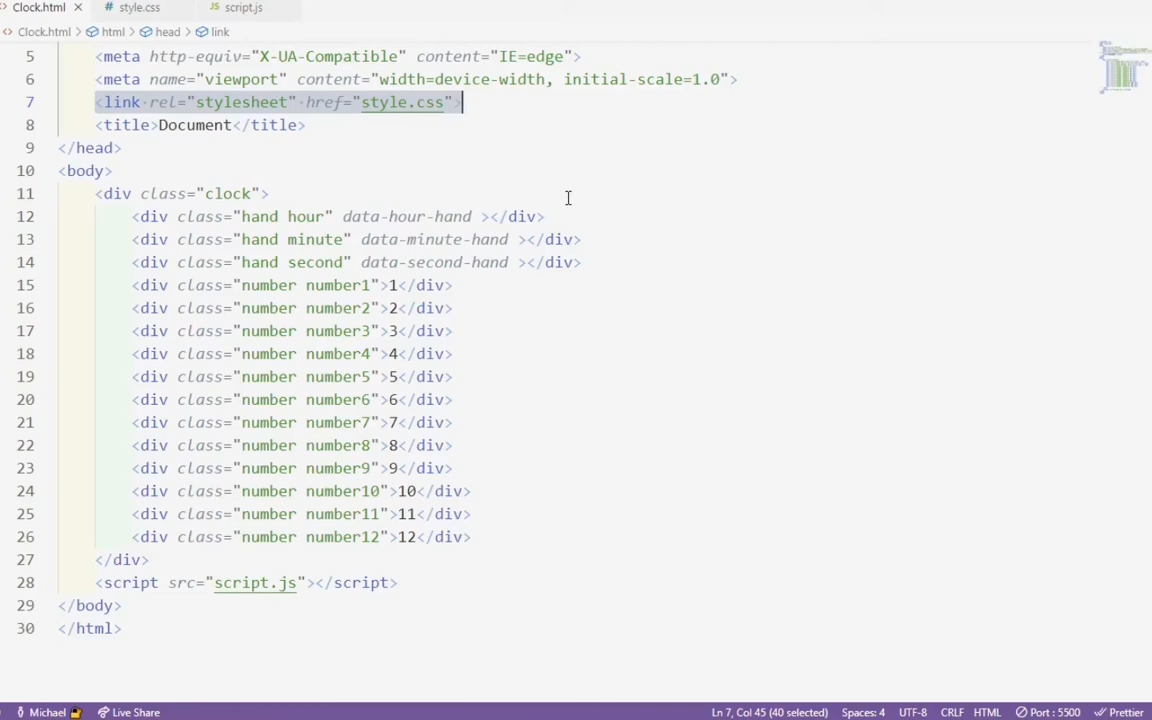 Clock.html × style.css JS script.js
Clock.html > html > head > link
5 <meta http-equiv="X-UA-Compatible" content="IE=edge">
6 <meta name="viewport" content="width=device-width, initial-scale=1.0">
7 <link rel="stylesheet" href="style.css">
8 <title>Document</title>
9 </head>
10 <body>
11 <div class="clock">
12 <div class="hand hour" data-hour-hand ></div>
13 <div class="hand minute" data-minute-hand ></div>
14 <div class="hand second" data-second-hand ></div>
15 <div class="number number1">1</div>
16 <div class="number number2">2</div>
17 <div class="number number3">3</div>
18 <div class="number number4">4</div>
19 <div class="number number5">5</div>
20 <div class="number number6">6</div>
21 <div class="number number7">7</div>
22 <div class="number number8">8</div>
23 <div class="number number9">9</div>
24 <div class="number number10">10</div>
25 <div class="number number11">11</div>
26 <div class="number number12">12</div>
27 </div>
28 <script src="script.js"></script>
29 </body>
30 </html>
Michael Live Share Ln 7, Col 45 (40 selected) Spaces: 4 UTF-8 CRLF HTML Port : 5500 Prettier